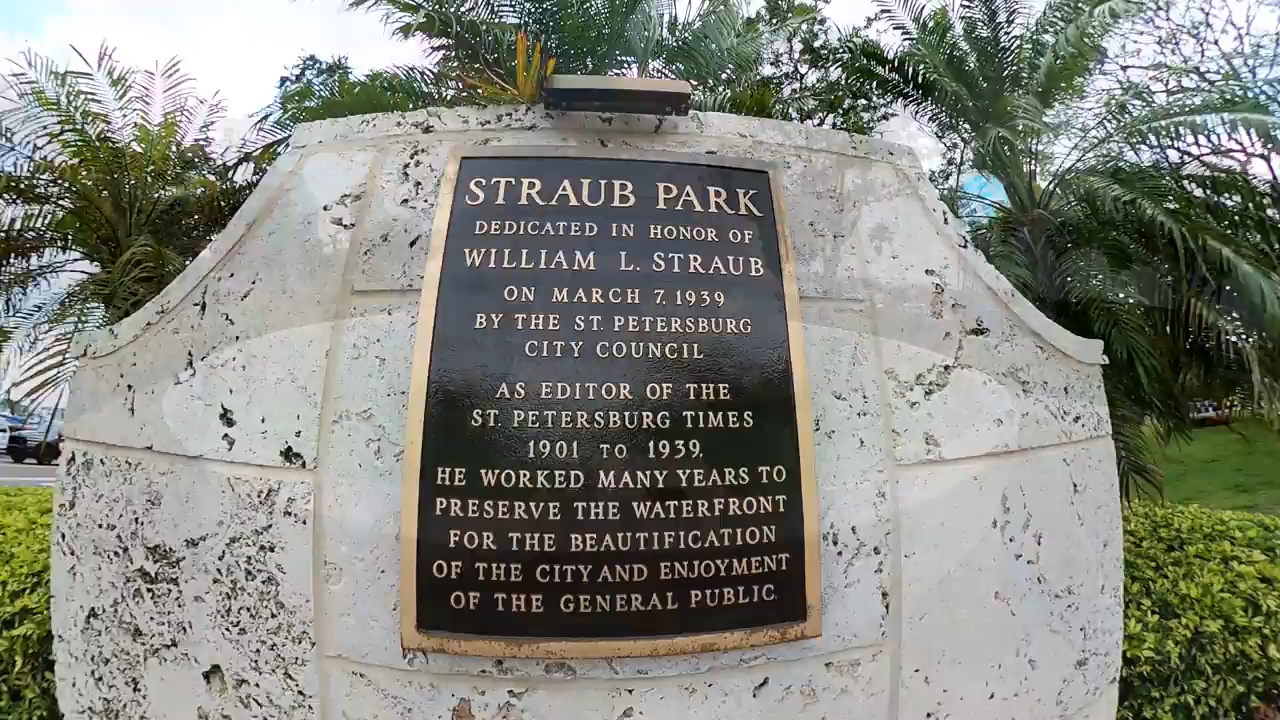 STRAUB PARK
DEDICATED IN HONOR OF
WILLIAM L. STRAUB
ON MARCH 7, 1939
BY THE ST. PETERSBURG
CITY COUNCIL
AS EDITOR OF THE
ST. PETERSBURG TIMES
1901 TO 1939,
HE WORKED MANY YEARS TO
PRESERVE THE WATERFRONT
FOR THE BEAUTIFICATION
OF THE CITY AND ENJOYMENT
OF THE GENERAL PUBLIC.